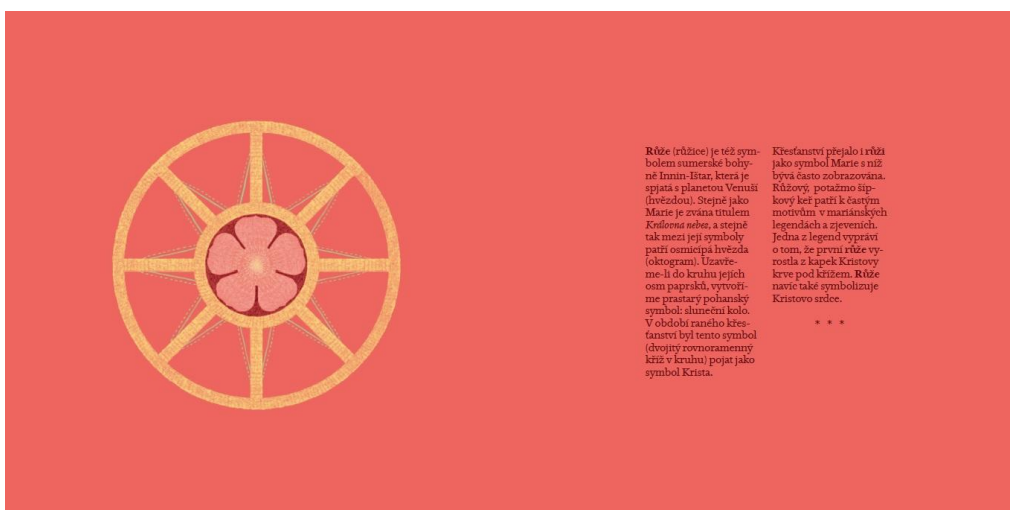 Růže (růžice) je též sym-
bolem sumerské bohy-
ně Innin-Ištar, která je
spjatá s planetou Venuší
(hvězdou). Stejně jako
Marie je zvána titulem
Královna nebes, a stejně
tak mezi její symboly
patří osmicípá hvězda
(oktogram). Uzavře-
me-li do kruhu jejích
osm paprsků, vytvoří-
me prastarý pohanský
symbol: sluneční kolo.
V období raného křes-
ťanství byl tento symbol
(dvojitý rovnoramenný
kříž v kruhu) pojat jako
symbol Krista.
Křesťanství přejalo i růži
jako symbol Marie s níž
bývá často zobrazována.
Růžový, potažmo šíp-
kový keř patří k častým
motivům v mariánských
legendách a zjeveních.
Jedna z legend vypráví
o tom, že první růže vy-
rostla z kapek Kristovy
krve pod křížem. Růže
navíc také symbolizuje
Kristovo srdce.
* * *